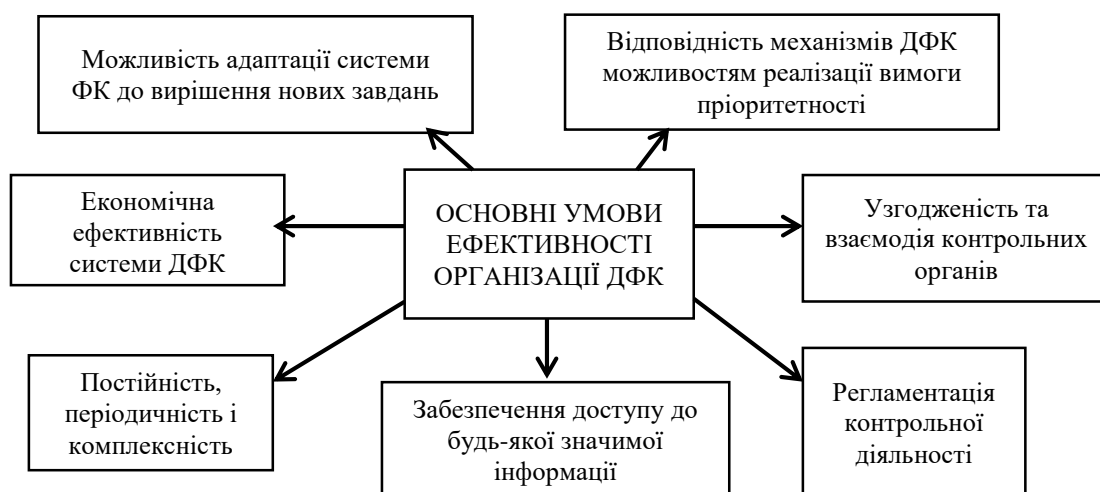 Можливість адаптації системи
ФК до вирішення нових завдань
Відповідність механізмів ДФК
можливостям реалізації вимоги
пріоритетності
Економічна
ефективність
системи ДФК
ОСНОВНІ УМОВИ
ЕФЕКТИВНОСТІ
ОРГАНІЗАЦІЇ ДФК
Узгодженість та
взаємодія контрольних
органів
Постійність,
періодичність і
комплексність
Забезпечення доступу до
будь-якої значимої
інформації
Регламентація
контрольної
діяльності